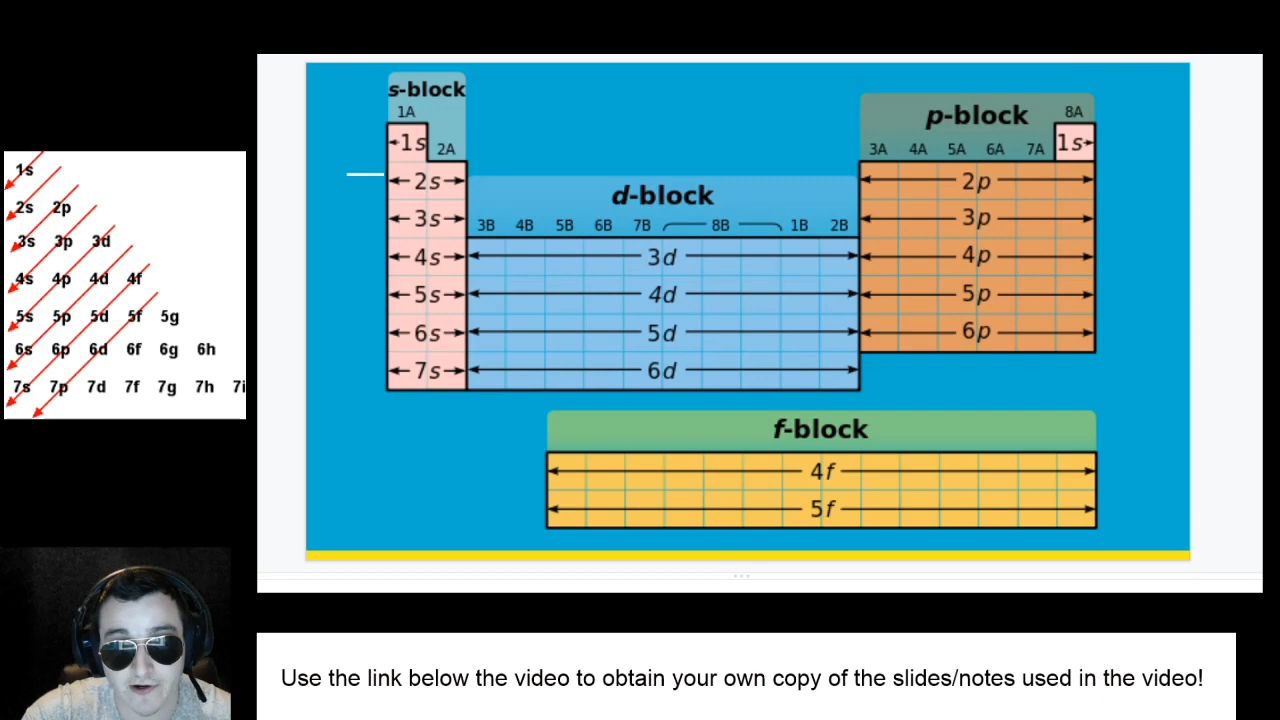 1s
2s 2p
3s 3p 3d
4s 4p 4d 4f
5s 5p 5d 5f 5g
6s 6p 6d 6f 6g 6h
7s 7p 7d 7f 7g 7h 7i
s-block
1A
2A
1s
2s
3s
4s
5s
6s
7s
d-block
3B 4B 5B 6B 7B 8B 1B 2B
3d
4d
5d
6d
p-block
8A
3A 4A 5A 6A 7A
1s
2p
3p
4p
5p
6p
f-block
4f
5f
Use the link below the video to obtain your own copy of the slides/notes used in the video!